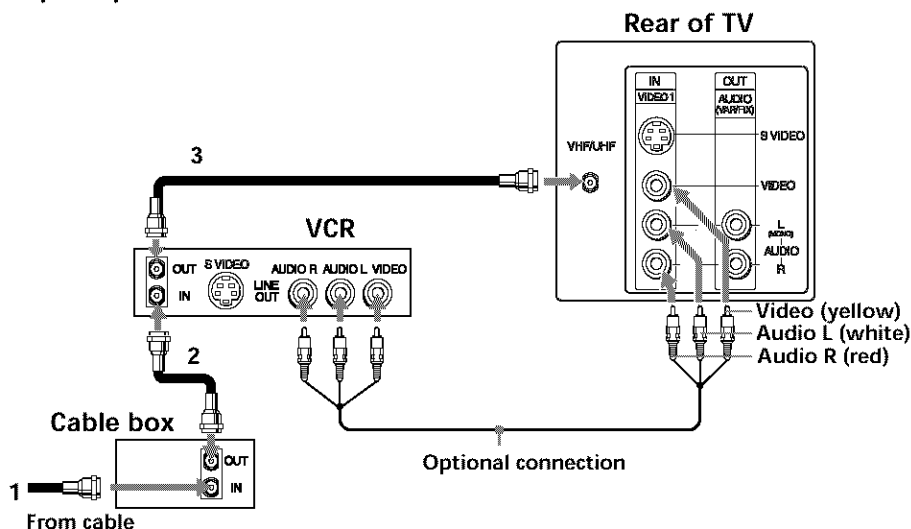 Rear of TV
IN
OUT
VIDEO 1
AUDIO
(VAR/FIX)
S VIDEO
VHF/UHF
3
VIDEO
VCR
L
(MONO)
AUDIO
R
OUT
S VIDEO
AUDIO R AUDIO L VIDEO
LINE
OUT
IN
Video (yellow)
Audio L (white)
Audio R (red)
2
Cable box
Optional connection
OUT
1
IN
From cable